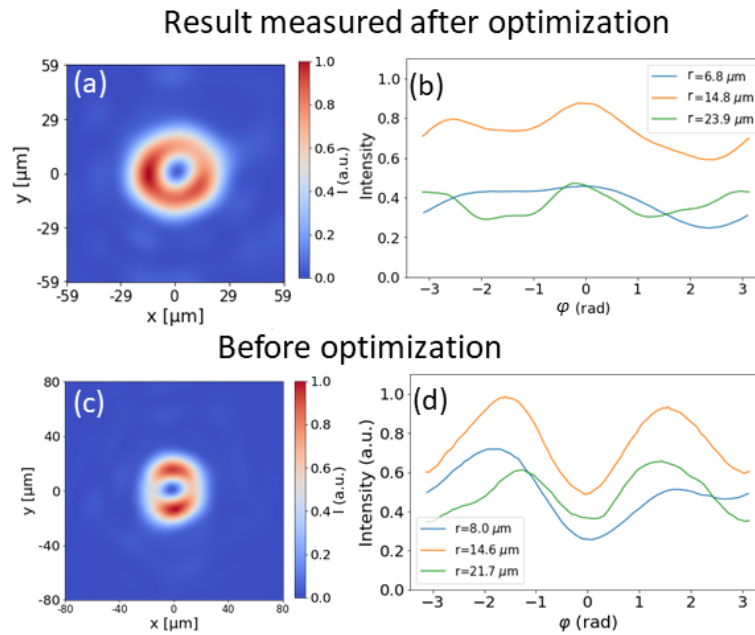 Result measured after optimization
(a)
59
29
0
-29
-59
y [μm]
-59
-29
0
29
59
x [μm]
1.0
0.8
0.6
0.4
0.2
0.0
I (a.u.)
(b)
r=6.8 μm
r=14.8 μm
r=23.9 μm
1.0
0.8
0.6
0.4
0.2
0.0
Intensity
−3
−2
−1
0
1
2
3
φ (rad)
Before optimization
(c)
80
40
0
-40
-80
y [μm]
-80
-40
0
40
80
x [μm]
1.0
0.8
0.6
0.4
0.2
0.0
I (a.u.)
(d)
1.0
0.8
0.6
0.4
0.2
0.0
Intensity (a.u.)
r=8.0 μm
r=14.6 μm
r=21.7 μm
−3
−2
−1
0
1
2
3
φ (rad)